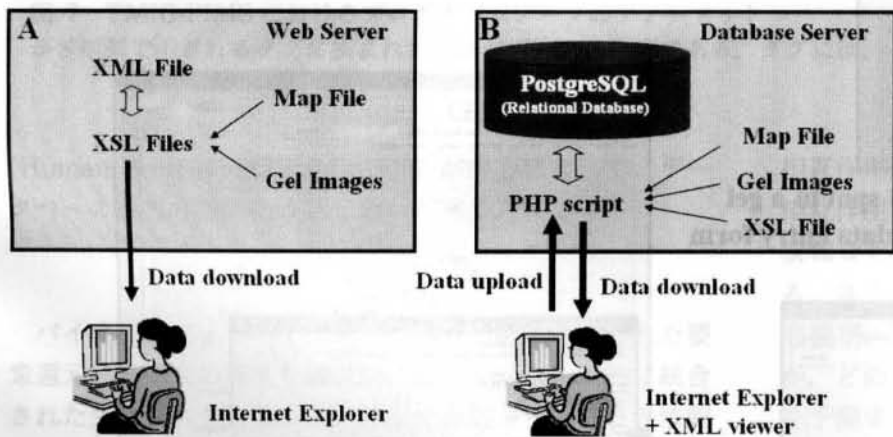 A
Web Server
XML File
Map File
XSL Files
Gel Images
Data download
Internet Explorer
B
Database Server
PostgreSQL
(Relational Database)
Map File
Gel Images
PHP script
XSL File
Data upload
Data download
Internet Explorer
+ XML viewer